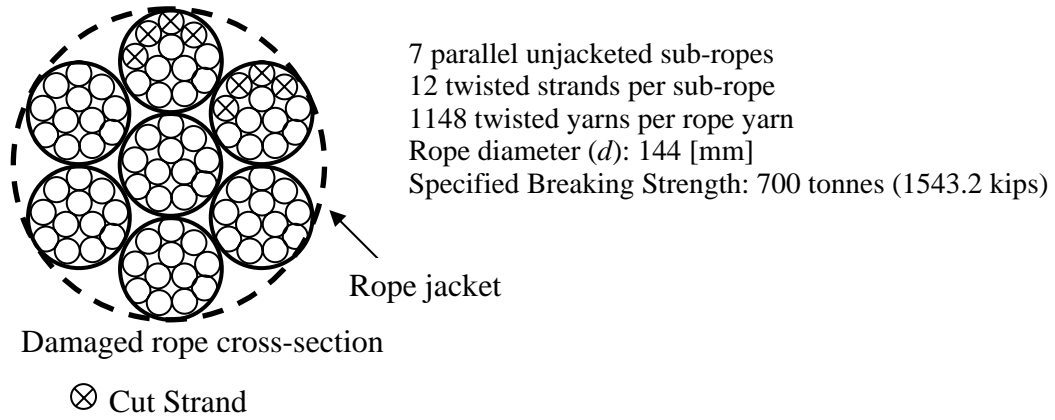 7 parallel unjacketed sub-ropes
12 twisted strands per sub-rope
1148 twisted yarns per rope yarn
Rope diameter (d): 144 [mm]
Specified Breaking Strength: 700 tonnes (1543.2 kips)
Rope jacket
Damaged rope cross-section
Cut Strand